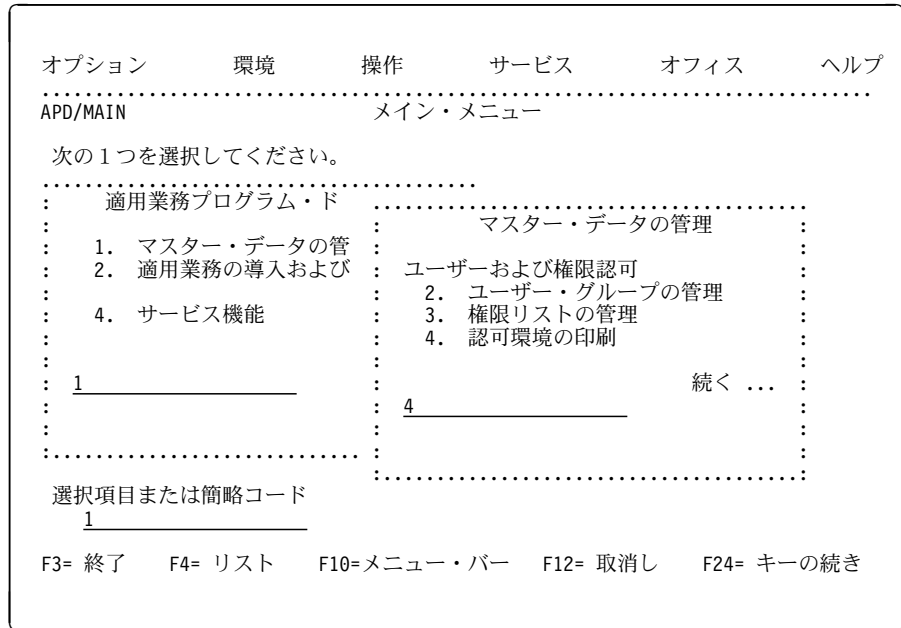 オプション 環境 操作 サービス オフィス ヘルプ
APD/MAIN メイン・メニュー
次の1つを選択してください。
適用業務プログラム・ド
1. マスター・データの管
2. 適用業務の導入および
4. サービス機能
1
マスター・データの管理
ユーザーおよび権限認可
2. ユーザー・グループの管理
3. 権限リストの管理
4. 認可環境の印刷
続く ...
4
選択項目または簡略コード
1
F3= 終了 F4= リスト F10=メニュー・バー F12= 取消し F24= キーの続き